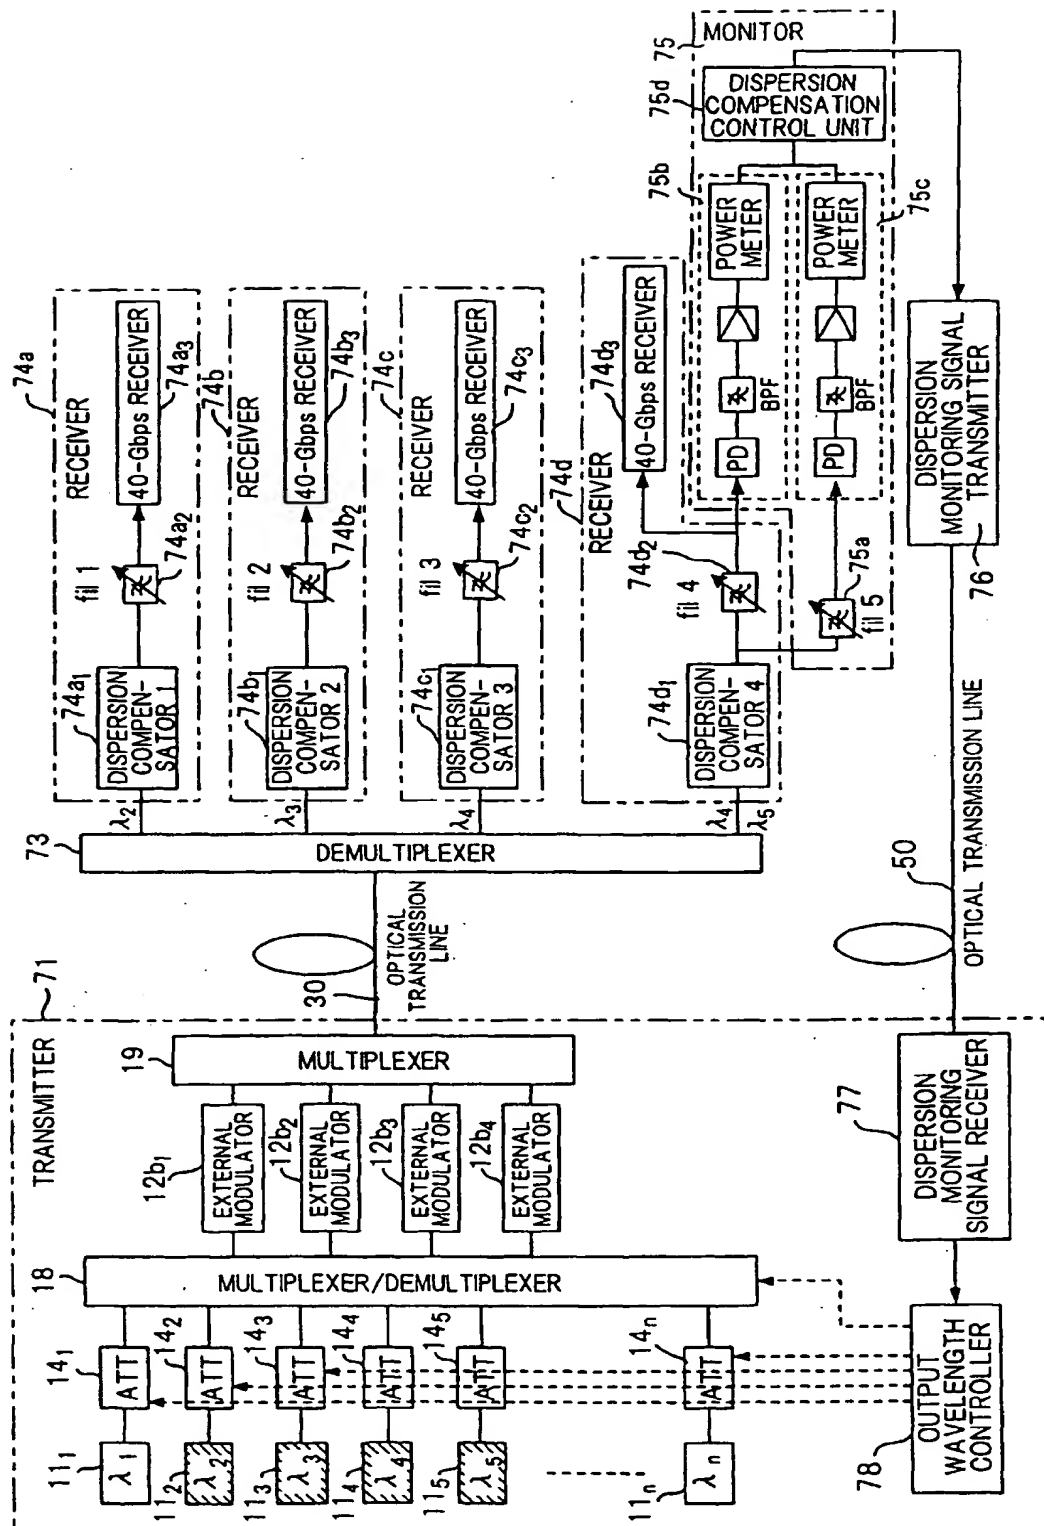 TRANSMITTER
71
11₁
λ 1
14₁
ATT
11₂
λ 2
14₂
ATT
11₃
λ 3
14₃
ATT
11₄
λ 4
14₄
ATT
11₅
λ 5
14₅
ATT
11n
λ n
14n
ATT
18
MULTIPLEXER/DEMULTIPLEXER
12b₁
EXTERNAL
MODULATOR
12b₂
EXTERNAL
MODULATOR
12b₃
EXTERNAL
MODULATOR
12b₄
EXTERNAL
MODULATOR
19
MULTIPLEXER
30
OPTICAL
TRANSMISSION
LINE
73
DEMULTIPLEXER
λ2
λ3
λ4
λ4
λ5
74a
RECEIVER
74a₁
DISPERSION
COMPEN-
SATOR 1
fil 1
74a₂
40-Gbps RECEIVER
74a₃
74b
RECEIVER
74b₁
DISPERSION
COMPEN-
SATOR 2
fil 2
74b₂
40-Gbps RECEIVER
74b₃
74c
RECEIVER
74c₁
DISPERSION
COMPEN-
SATOR 3
fil 3
74c₂
40-Gbps RECEIVER
74c₃
74d
RECEIVER
74d₁
DISPERSION
COMPEN-
SATOR 4
fil 4
74d₂
40-Gbps RECEIVER
74d₃
75
MONITOR
75a
fil 5
75b
PD
BPF
POWER
METER
75c
PD
BPF
POWER
METER
75d
DISPERSION
COMPENSATION
CONTROL UNIT
76
DISPERSION
MONITORING SIGNAL
TRANSMITTER
50
OPTICAL TRANSMISSION LINE
77
DISPERSION
MONITORING
SIGNAL RECEIVER
78
OUTPUT
WAVELENGTH
CONTROLLER